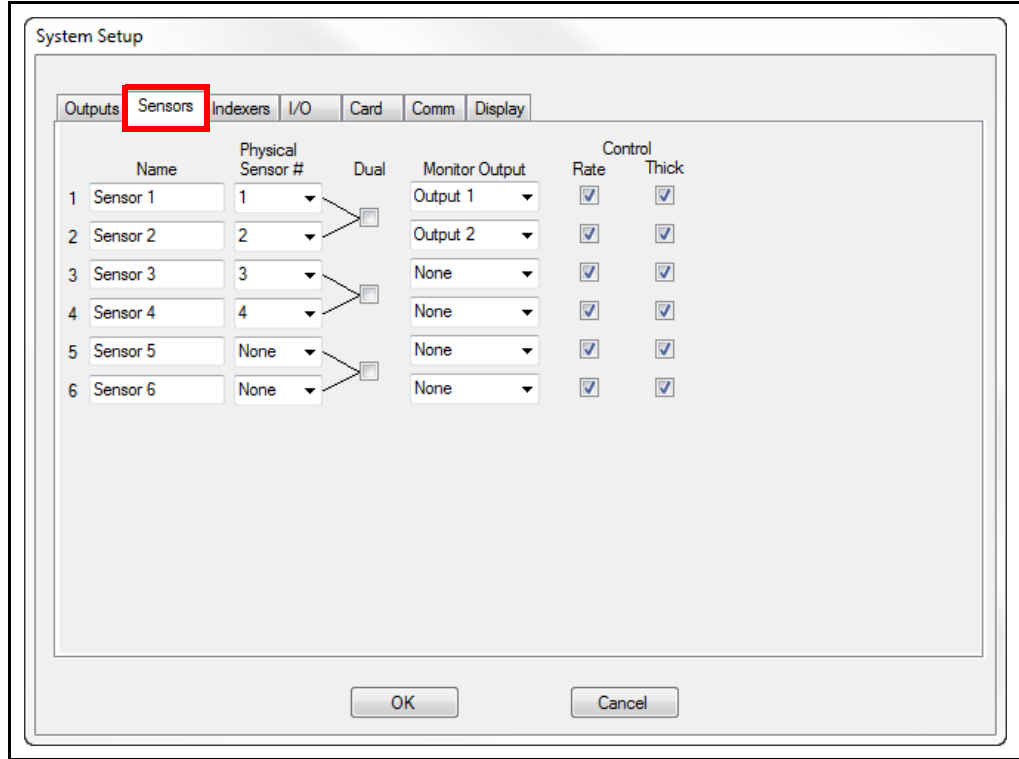 System Setup
Outputs Sensors Indexers I/O Card Comm Display
Physical Control
Name Sensor # Dual Monitor Output Rate Thick
1 Sensor 1 1 Output 1
2 Sensor 2 2 Output 2
3 Sensor 3 3 None
4 Sensor 4 4 None
5 Sensor 5 None None
6 Sensor 6 None None
OK Cancel